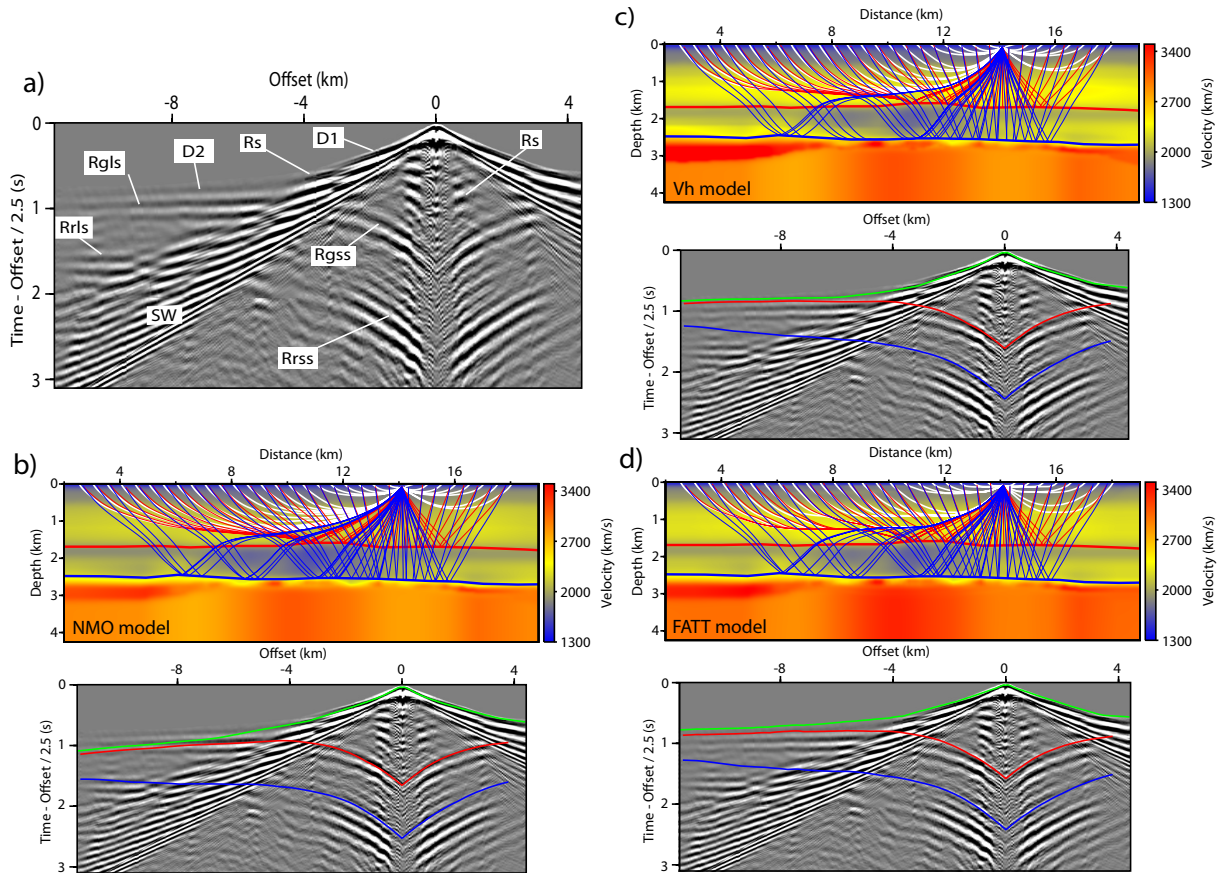 a)
Offset (km)
-8 -4 0 4
Time - Offset / 2.5 (s)
0
1
2
3
Rgls
D2
Rs
D1
Rs
Rrls
Rgss
SW
Rrss
c)
Distance (km)
4 8 12 16
Depth (km)
0
1
2
3
4
Vh model
3400
2700
2000
1300
Velocity (km/s)
Offset (km)
-8 -4 0 4
Time - Offset / 2.5 (s)
0
1
2
3
b)
Distance (km)
4 8 12 16
Depth (km)
0
1
2
3
4
NMO model
3400
2700
2000
1300
Velocity (km/s)
Offset (km)
-8 -4 0 4
Time - Offset / 2.5 (s)
0
1
2
3
d)
Distance (km)
4 8 12 16
Depth (km)
0
1
2
3
4
FATT model
3400
2700
2000
1300
Velocity (km/s)
Offset (km)
-8 -4 0 4
Time - Offset / 2.5 (s)
0
1
2
3